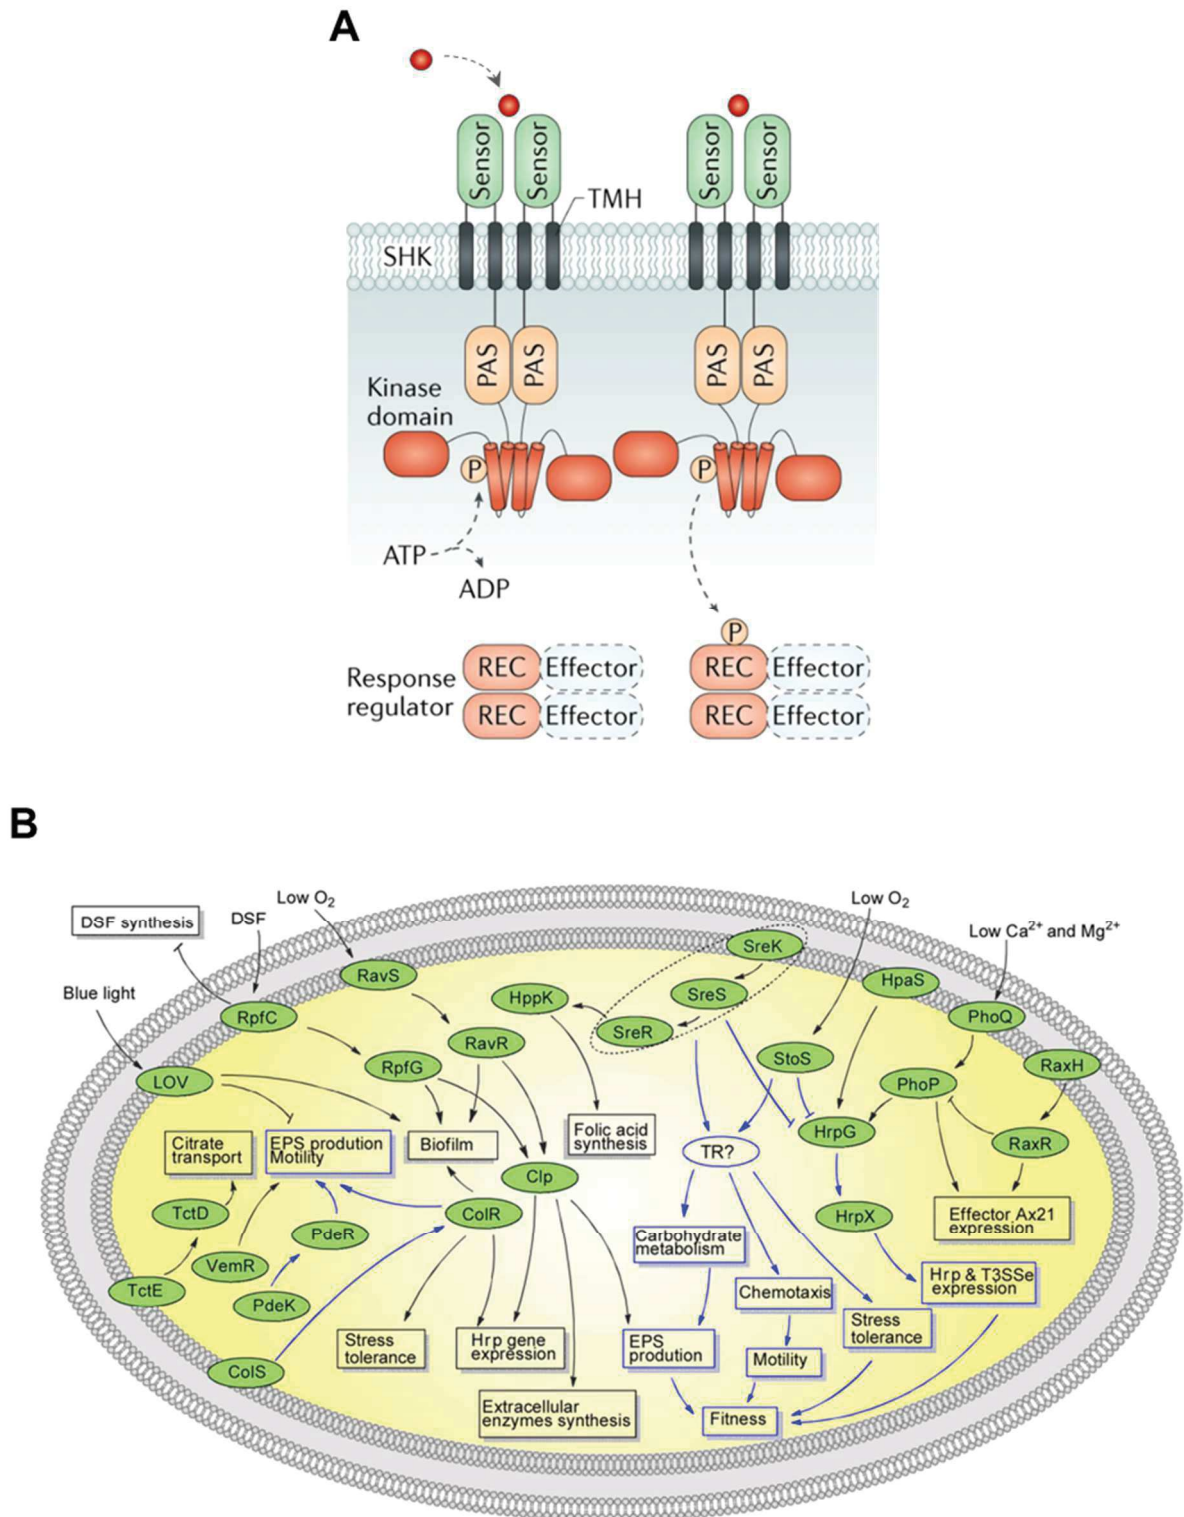 A
Sensor
Sensor
Sensor
Sensor
TMH
SHK
PAS
PAS
PAS
PAS
Kinase
domain
P
P
ATP
ADP
P
Response
regulator
REC
Effector
REC
Effector
REC
Effector
REC
Effector
B
Low O2
Low O2
DSF synthesis
DSF
Low Ca2+ and Mg2+
SreK
RavS
HpaS
Blue light
HppK
SreS
RpfC
PhoQ
SreR
RavR
StoS
RpfG
RaxH
LOV
PhoP
Citrate
transport
EPS prodution
Motility
Biofilm
Folic acid
synthesis
HrpG
RaxR
TR?
Clp
TctD
ColR
HrpX
Effector Ax21
expression
PdeR
Carbohydrate
metabolism
VemR
TctE
PdeK
Chemotaxis
Hrp & T3SSe
expression
Stress
tolerance
Stress
tolerance
Hrp gene
expression
EPS
prodution
Motility
ColS
Extracellular
enzymes synthesis
Fitness